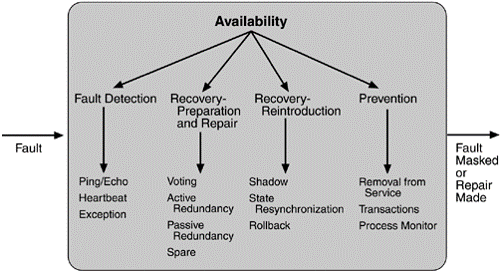 Availability
Fault Detection
Recovery-
Preparation
and Repair
Recovery-
Reintroduction
Prevention
Fault
Fault
Masked
or
Repair
Made
Ping/Echo
Heartbeat
Exception
Voting
Active
Redundancy
Passive
Redundancy
Spare
Shadow
State
Resynchronization
Rollback
Removal from
Service
Transactions
Process Monitor